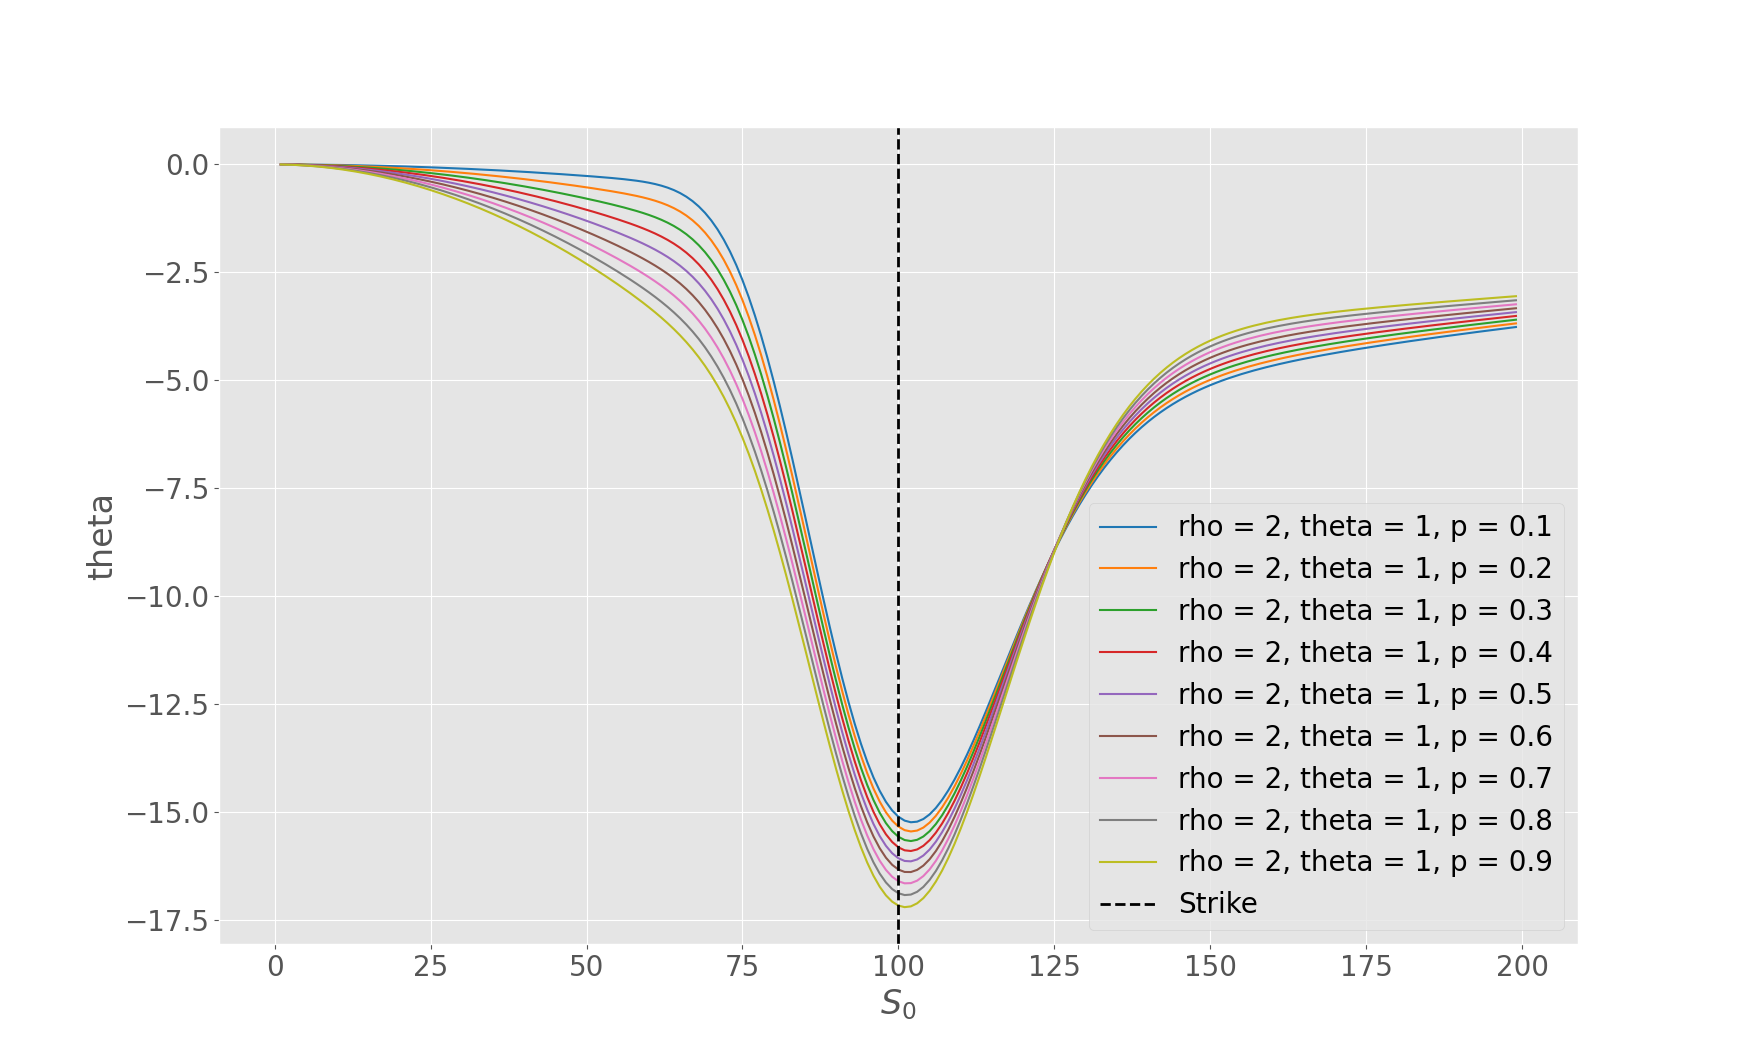 0.0
−2.5
−5.0
−7.5
−10.0
−12.5
−15.0
−17.5
theta
rho = 2, theta = 1, p = 0.1
rho = 2, theta = 1, p = 0.2
rho = 2, theta = 1, p = 0.3
rho = 2, theta = 1, p = 0.4
rho = 2, theta = 1, p = 0.5
rho = 2, theta = 1, p = 0.6
rho = 2, theta = 1, p = 0.7
rho = 2, theta = 1, p = 0.8
rho = 2, theta = 1, p = 0.9
Strike
0 25 50 75 100 125 150 175 200
S₀